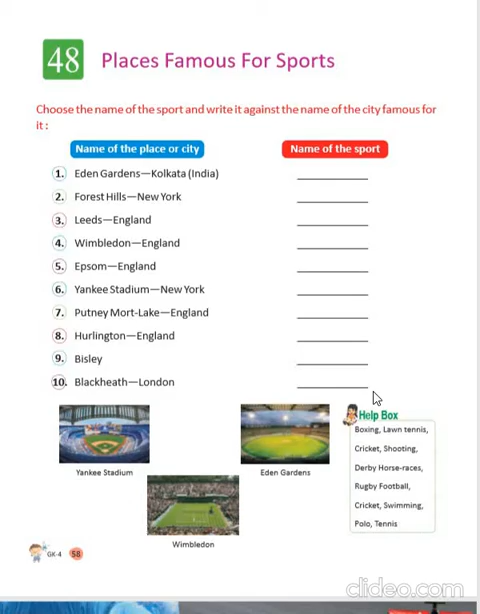 48 Places Famous For Sports
Choose the name of the sport and write it against the name of the city famous for
it :
Name of the place or city Name of the sport
1. Eden Gardens—Kolkata (India)
2. Forest Hills—New York
3. Leeds—England
4. Wimbledon—England
5. Epsom—England
6. Yankee Stadium—New York
7. Putney Mort-Lake—England
8. Hurlington—England
9. Bisley
10. Blackheath—London
Help Box
Boxing, Lawn tennis,
Cricket, Shooting,
Derby Horse-races,
Rugby Football,
Cricket, Swimming,
Polo, Tennis
Yankee Stadium
Eden Gardens
Wimbledon
GK-4 58
clideo.com